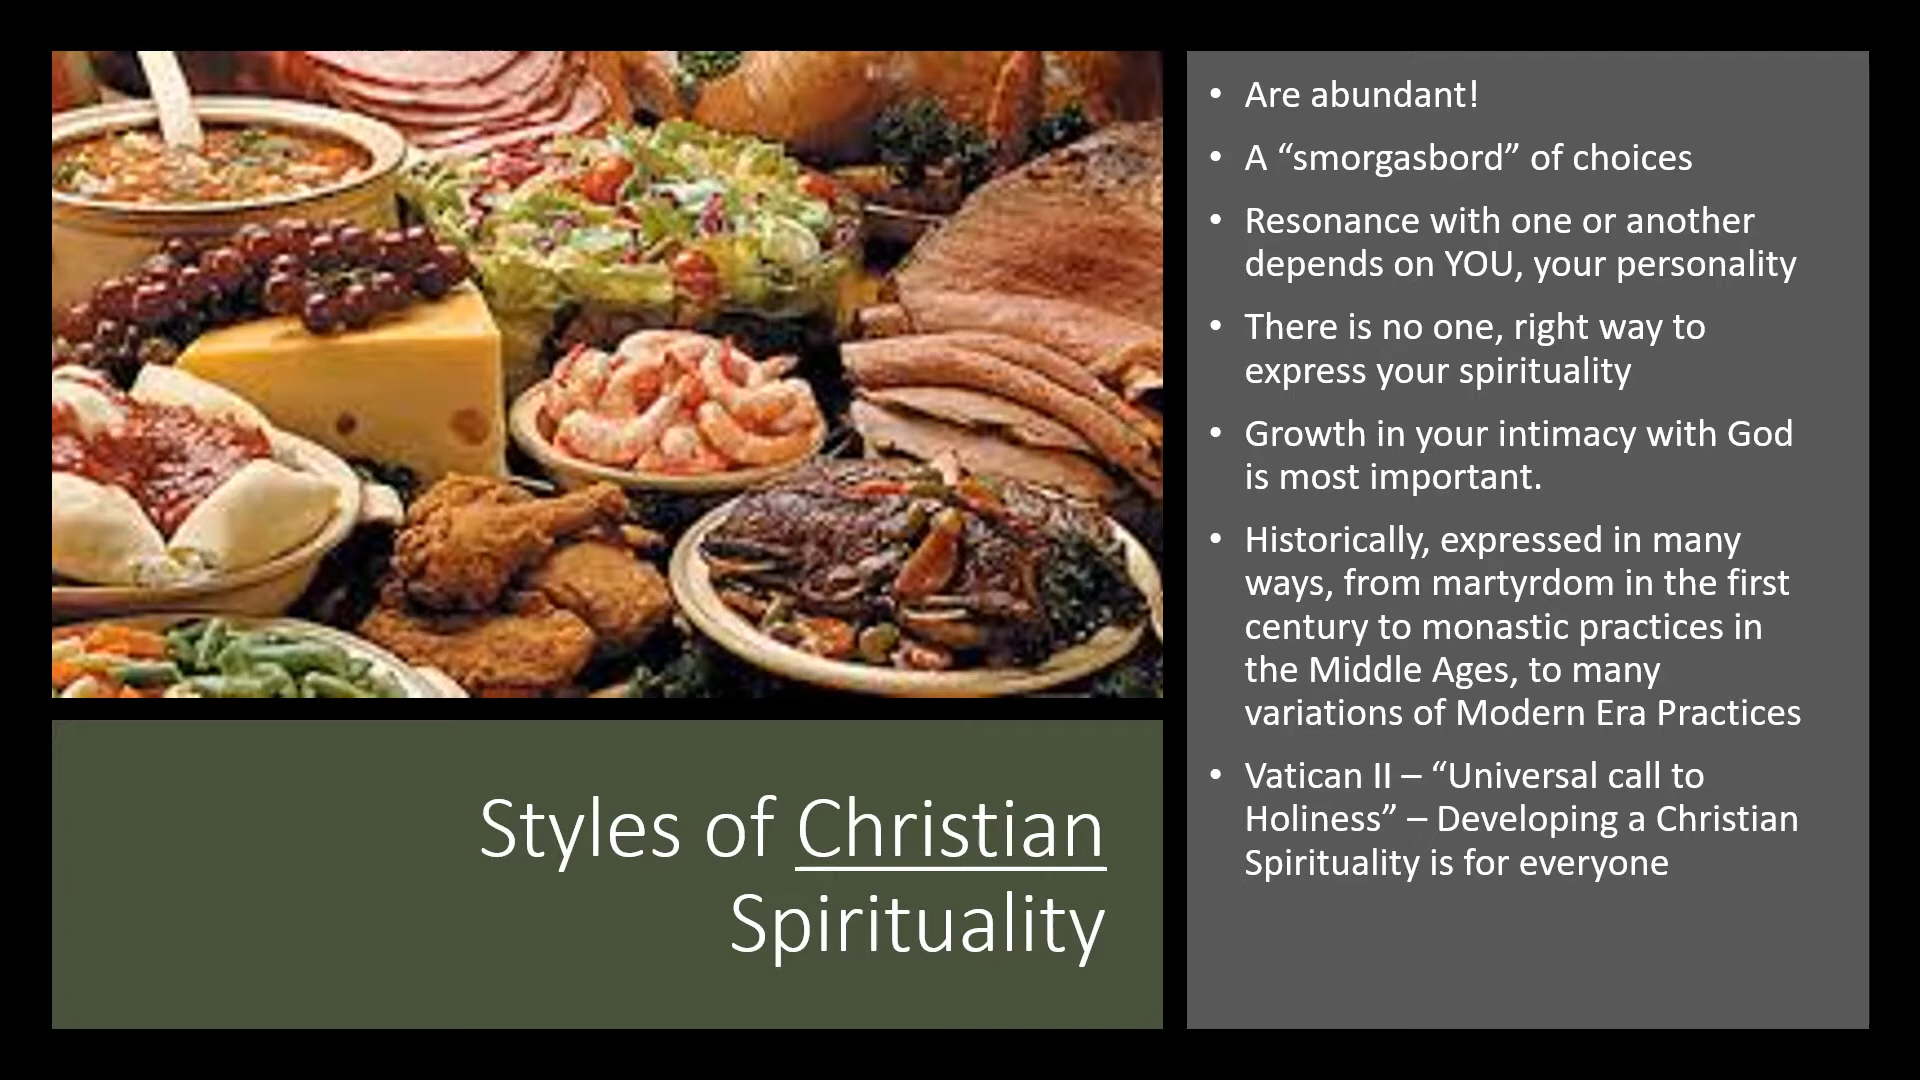 Styles of Christian
Spirituality
• Are abundant!
• A “smorgasbord” of choices
• Resonance with one or another
depends on YOU, your personality
• There is no one, right way to
express your spirituality
• Growth in your intimacy with God
is most important.
• Historically, expressed in many
ways, from martyrdom in the first
century to monastic practices in
the Middle Ages, to many
variations of Modern Era Practices
• Vatican II – “Universal call to
Holiness” – Developing a Christian
Spirituality is for everyone